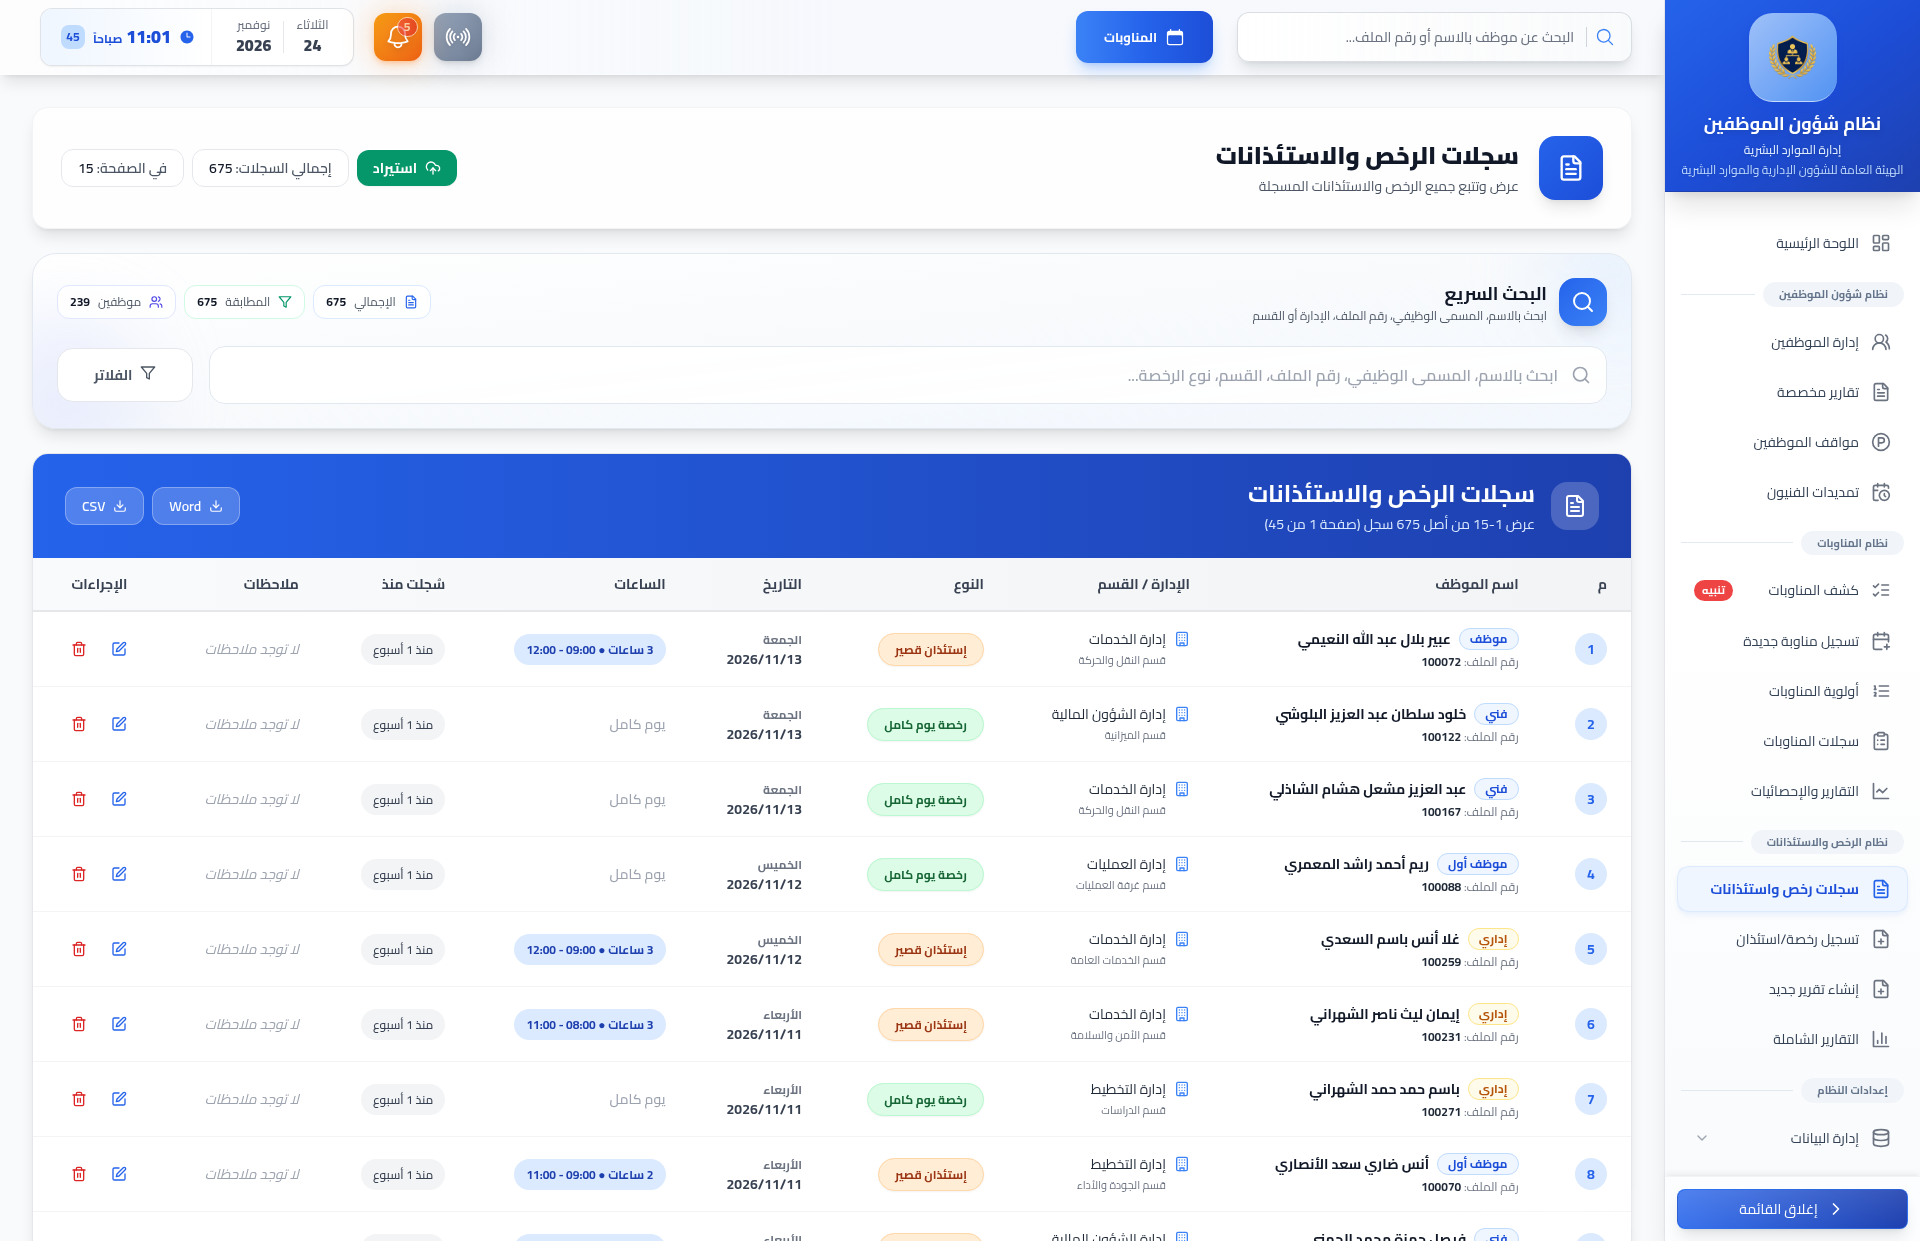 نظام شؤون الموظفين
إدارة الموارد البشرية
الهيئة العامة للشؤون الإدارية والموارد البشرية
اللوحة الرئيسية
نظام شؤون الموظفين
إدارة الموظفين
تقارير مخصصة
مواقف الموظفين
تمديدات الفنيون
نظام المناوبات
كشف المناوبات
تنبيه
تسجيل مناوبة جديدة
أولوية المناوبات
سجلات المناوبات
التقارير والإحصائيات
نظام الرخص والاستئذانات
سجلات رخص واستئذانات
تسجيل رخصة/استئذان
إنشاء تقرير جديد
التقارير الشاملة
إعدادات النظام
إدارة البيانات
إغلاق القائمة
البحث عن موظف بالاسم أو رقم الملف...
المناوبات
5
الثلاثاء 24
نوفمبر 2026
11:01 صباحاً 45
سجلات الرخص والاستئذانات
عرض وتتبع جميع الرخص والاستئذانات المسجلة
استيراد
إجمالي السجلات: 675
في الصفحة: 15
البحث السريع
ابحث بالاسم، المسمى الوظيفي، رقم الملف، الإدارة أو القسم
الإجمالي 675
المطابقة 675
موظفين 239
ابحث بالاسم، المسمى الوظيفي، رقم الملف، القسم، نوع الرخصة...
الفلاتر
سجلات الرخص والاستئذانات
عرض 1-15 من أصل 675 سجل (صفحة 1 من 45)
Word
CSV
م اسم الموظف الإدارة / القسم النوع التاريخ الساعات سُجلت منذ ملاحظات الإجراءات
1 موظف عبير بلال عبد الله النعيمي إدارة الخدمات إستئذان قصير الجمعة 3 ساعات ● 09:00 - 12:00 منذ 1 أسبوع لا توجد ملاحظات
رقم الملف: 100072 قسم النقل والحركة 2026/11/13
2 فني خلود سلطان عبد العزيز البلوشي إدارة الشؤون المالية رخصة يوم كامل الجمعة يوم كامل منذ 1 أسبوع لا توجد ملاحظات
رقم الملف: 100122 قسم الميزانية 2026/11/13
3 فني عبد العزيز مشعل هشام الشاذلي إدارة الخدمات رخصة يوم كامل الجمعة يوم كامل منذ 1 أسبوع لا توجد ملاحظات
رقم الملف: 100167 قسم النقل والحركة 2026/11/13
4 موظف أول ريم أحمد راشد المعمري إدارة العمليات رخصة يوم كامل الخميس يوم كامل منذ 1 أسبوع لا توجد ملاحظات
رقم الملف: 100088 قسم غرفة العمليات 2026/11/12
5 إداري غلا أنس باسم السعدي إدارة الخدمات إستئذان قصير الخميس 3 ساعات ● 09:00 - 12:00 منذ 1 أسبوع لا توجد ملاحظات
رقم الملف: 100259 قسم الخدمات العامة 2026/11/12
6 إداري إيمان ليث ناصر الشهراني إدارة الخدمات إستئذان قصير الأربعاء 3 ساعات ● 08:00 - 11:00 منذ 1 أسبوع لا توجد ملاحظات
رقم الملف: 100231 قسم الأمن والسلامة 2026/11/11
7 إداري باسم حمد حمد الشهراني إدارة التخطيط رخصة يوم كامل الأربعاء يوم كامل منذ 1 أسبوع لا توجد ملاحظات
رقم الملف: 100271 قسم الدراسات 2026/11/11
8 موظف أول أنس ضاري سعد الأنصاري إدارة التخطيط إستئذان قصير الأربعاء 2 ساعات ● 09:00 - 11:00 منذ 1 أسبوع لا توجد ملاحظات
رقم الملف: 100070 قسم الجودة والأداء 2026/11/11
فني إدارة الشؤون المالية الأربعاء